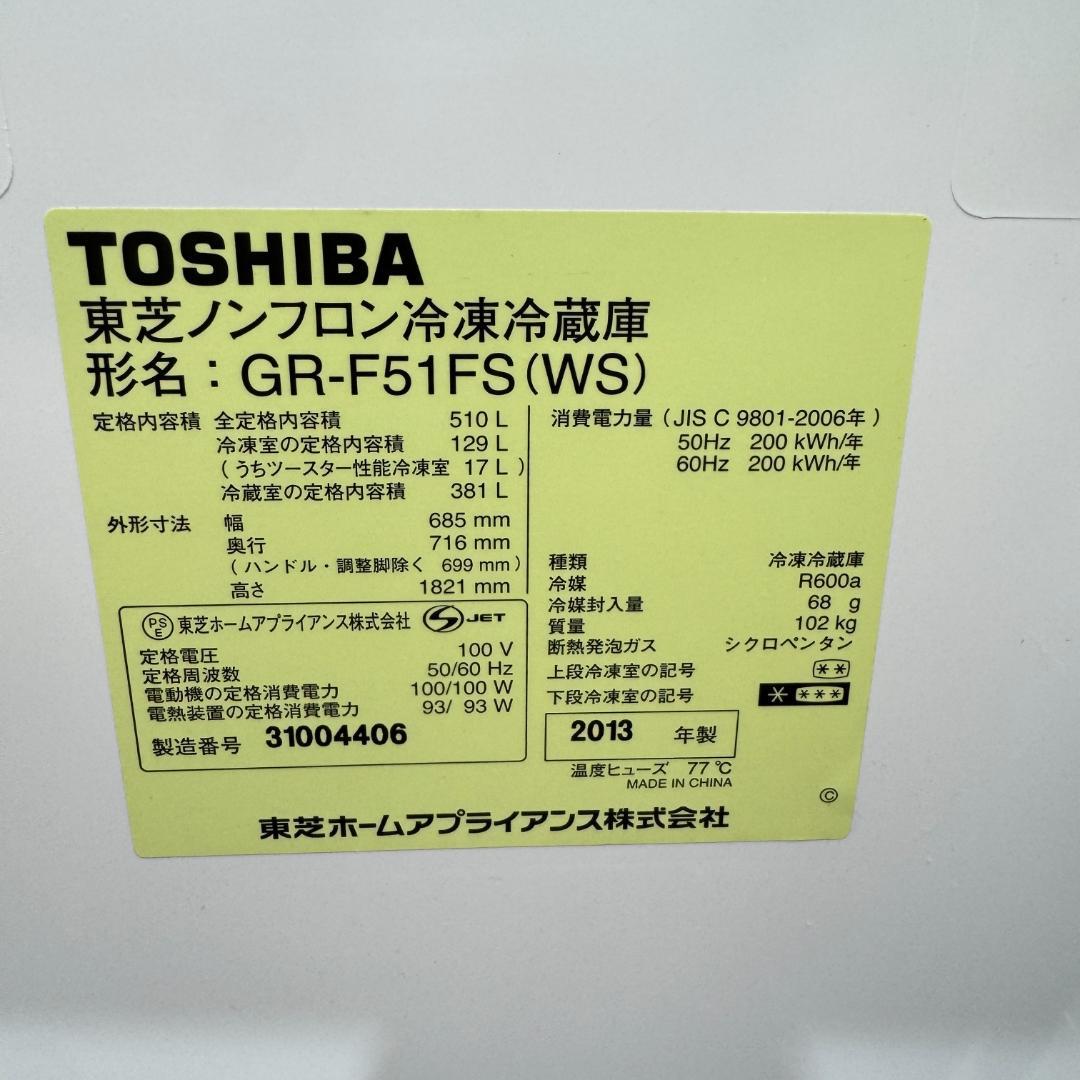 TOSHIBA
東芝ノンフロン冷凍冷蔵庫
形名：GR-F51FS(WS)
定格内容積 全定格内容積 510 L
冷凍室の定格内容積 129 L
(うちツースター性能冷凍室 17 L)
冷蔵室の定格内容積 381 L
外形寸法 幅 685 mm
奥行 716 mm
(ハンドル・調整脚除く 699 mm)
高さ 1821 mm
PSE 東芝ホームアプライアンス株式会社 JET
定格電圧 100 V
定格周波数 50/60 Hz
電動機の定格消費電力 100/100 W
電熱装置の定格消費電力 93/ 93 W
製造番号 31004406
消費電力量 (JIS C 9801-2006年)
50Hz 200 kWh/年
60Hz 200 kWh/年
種類 冷凍冷蔵庫
冷媒 R600a
冷媒封入量 68 g
質量 102 kg
断熱発泡ガス シクロペンタン
上段冷凍室の記号 **
下段冷凍室の記号 * ***
2013 年製
温度ヒューズ 77℃
MADE IN CHINA
©
東芝ホームアプライアンス株式会社